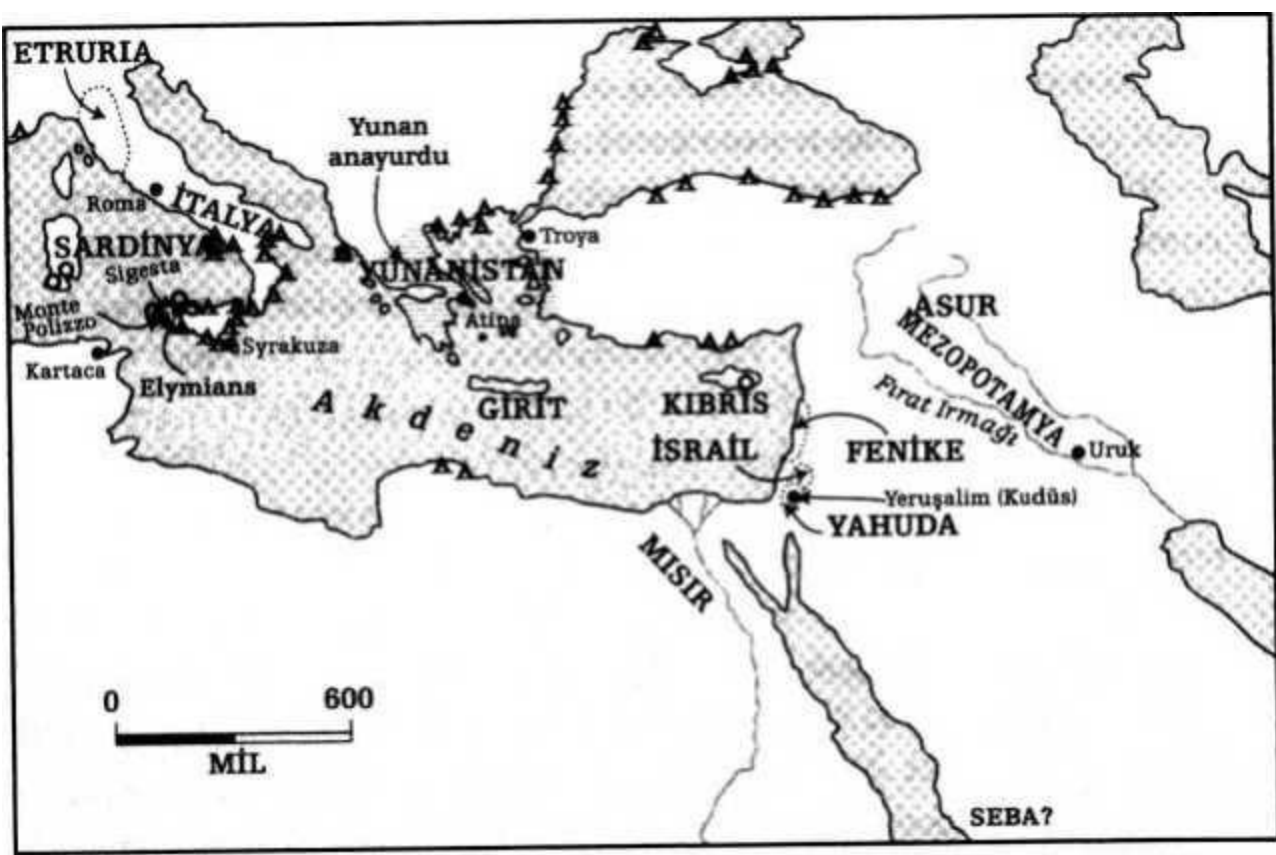 ETRURIA
Yunan
anayurdu
Roma
İTALYA
Troya
SARDİNYA
Sigesta
YUNANİSTAN
Monte
Polizzo
Atina
ASUR
MEZOPOTAMYA
Syrakuza
Kartaca
Elymians
Fırat Irmağı
Akdeniz
GİRİT
KIBRIS
İSRAİL
FENİKE
Uruk
Yeruşalim (Kudüs)
YAHUDA
MISIR
0 600
MİL
SEBA?